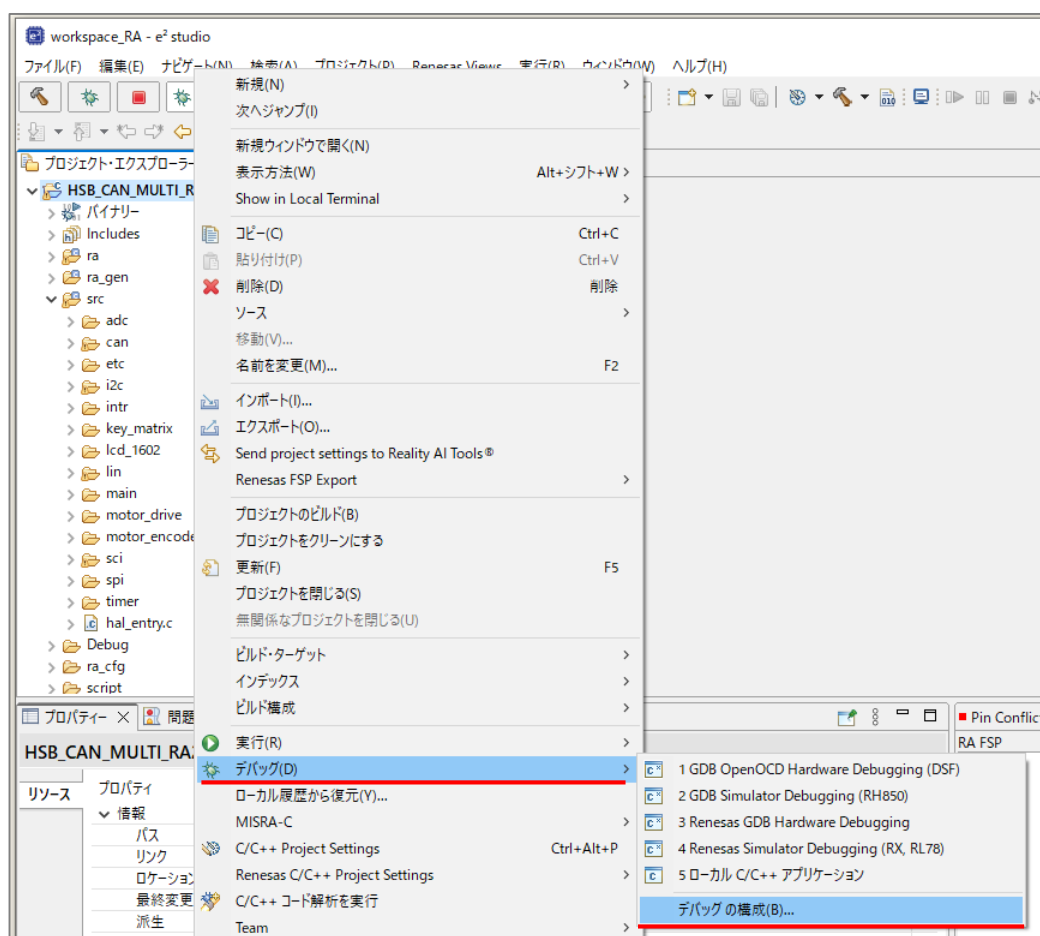 workspace_RA - e² studio
ファイル(F) 編集(E) ナビゲート(N) 検索(A) プロジェクト(P) Renesas Views 実行(R) ウィンドウ(W) ヘルプ(H)
プロジェクト・エクスプローラー
HSB_CAN_MULTI_R
バイナリー
Includes
ra
ra_gen
src
adc
can
etc
i2c
intr
key_matrix
lcd_1602
lin
main
motor_drive
motor_encode
sci
spi
timer
hal_entry.c
Debug
ra_cfg
script
新規(N)
次へジャンプ(I)
新規ウィンドウで開く(N)
表示方法(W) Alt+シフト+W
Show in Local Terminal
コピー(C) Ctrl+C
貼り付け(P) Ctrl+V
削除(D) 削除
ソース
移動(V)...
名前を変更(M)... F2
インポート(I)...
エクスポート(O)...
Send project settings to Reality AI Tools®
Renesas FSP Export
プロジェクトのビルド(B)
プロジェクトをクリーンにする
更新(F) F5
プロジェクトを閉じる(S)
無関係なプロジェクトを閉じる(U)
ビルド・ターゲット
インデックス
ビルド構成
実行(R)
デバッグ(D)
ローカル履歴から復元(Y)...
MISRA-C
C/C++ Project Settings Ctrl+Alt+P
Renesas C/C++ Project Settings
C/C++ コード解析を実行
Team
1 GDB OpenOCD Hardware Debugging (DSF)
2 GDB Simulator Debugging (RH850)
3 Renesas GDB Hardware Debugging
4 Renesas Simulator Debugging (RX, RL78)
5 ローカル C/C++ アプリケーション
デバッグ の構成(B)...
プロパティー 問題
HSB_CAN_MULTI_RA
リソース
プロパティ
情報
パス
リンク
ロケーション
最終変更
派生
Pin Conflic
RA FSP